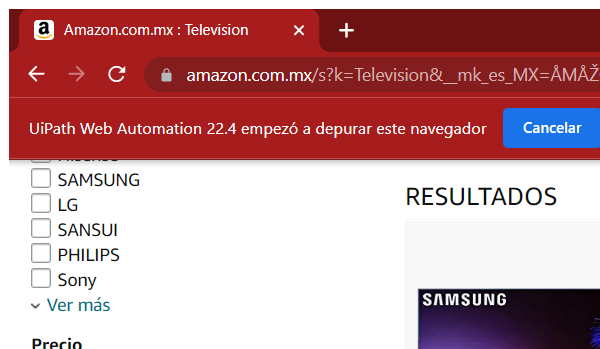 Amazon.com.mx : Television
amazon.com.mx/s?k=Television&__mk_es_MX=ÅMÅŽ
UiPath Web Automation 22.4 empezó a depurar este navegador
Cancelar
SAMSUNG
LG
SANSUI
PHILIPS
Sony
Ver más
Precio
RESULTADOS
SAMSUNG